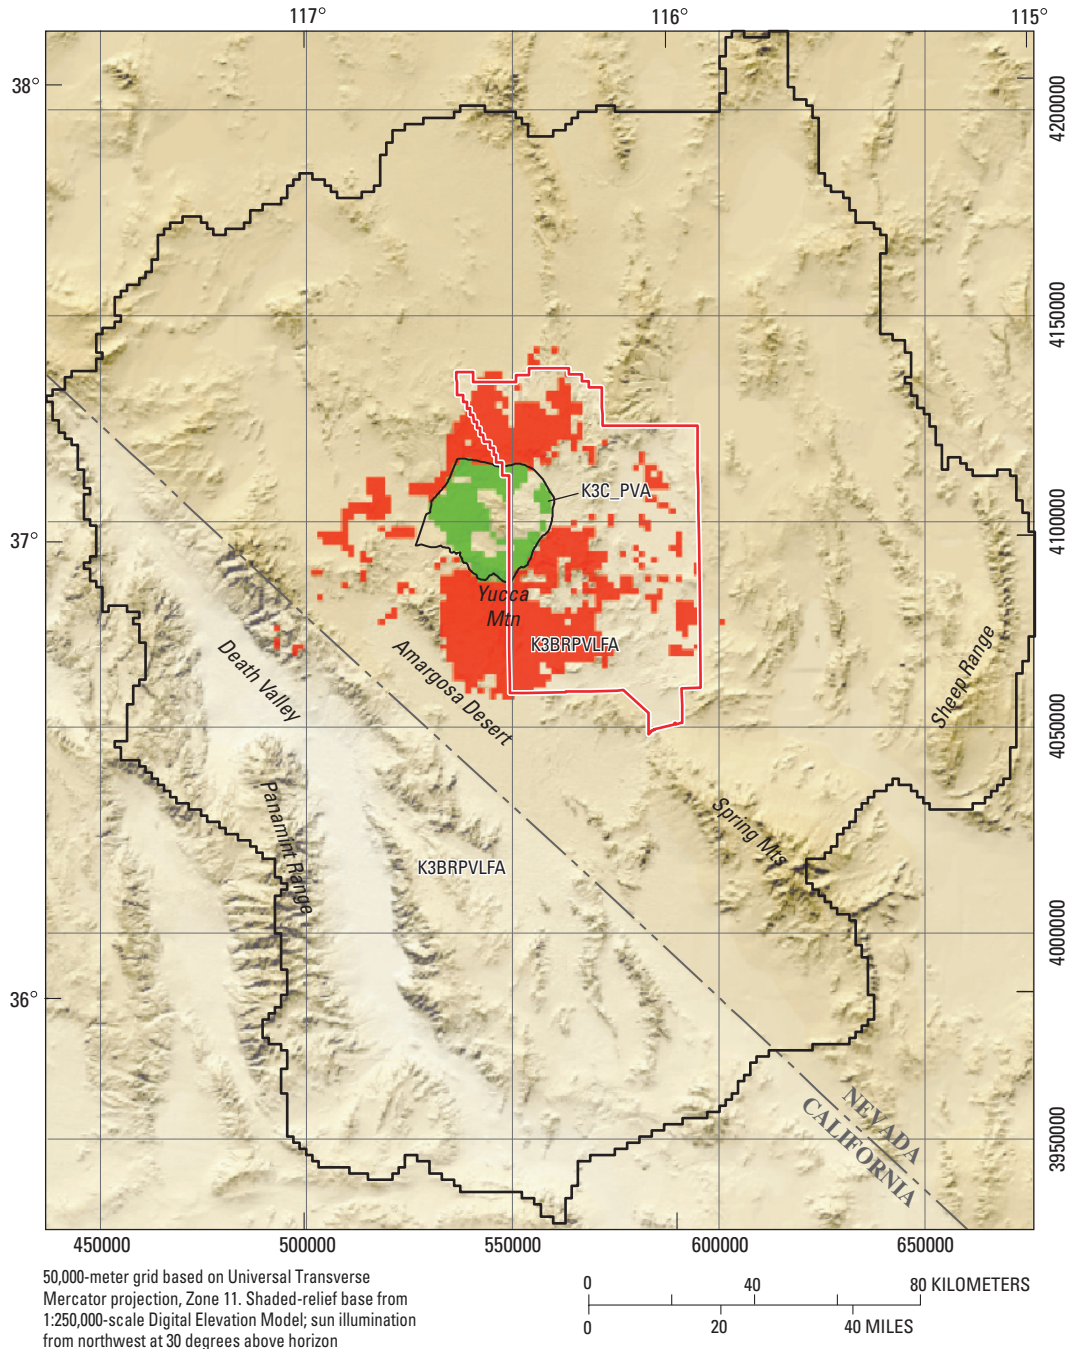 117°
116°
115°
38°
4200000
4150000
K3C_PVA
37°
4100000
Yucca
Mtn
K3BRPVLFA
Death Valley
Amargosa Desert
Sheep Range
4050000
Panamint Range
Spring Mts
K3BRPVLFA
4000000
36°
NEVADA
CALIFORNIA
3950000
450000
500000
550000
600000
650000
50,000-meter grid based on Universal Transverse
Mercator projection, Zone 11. Shaded-relief base from
1:250,000-scale Digital Elevation Model; sun illumination
from northwest at 30 degrees above horizon
0
40
80 KILOMETERS
0
20
40 MILES